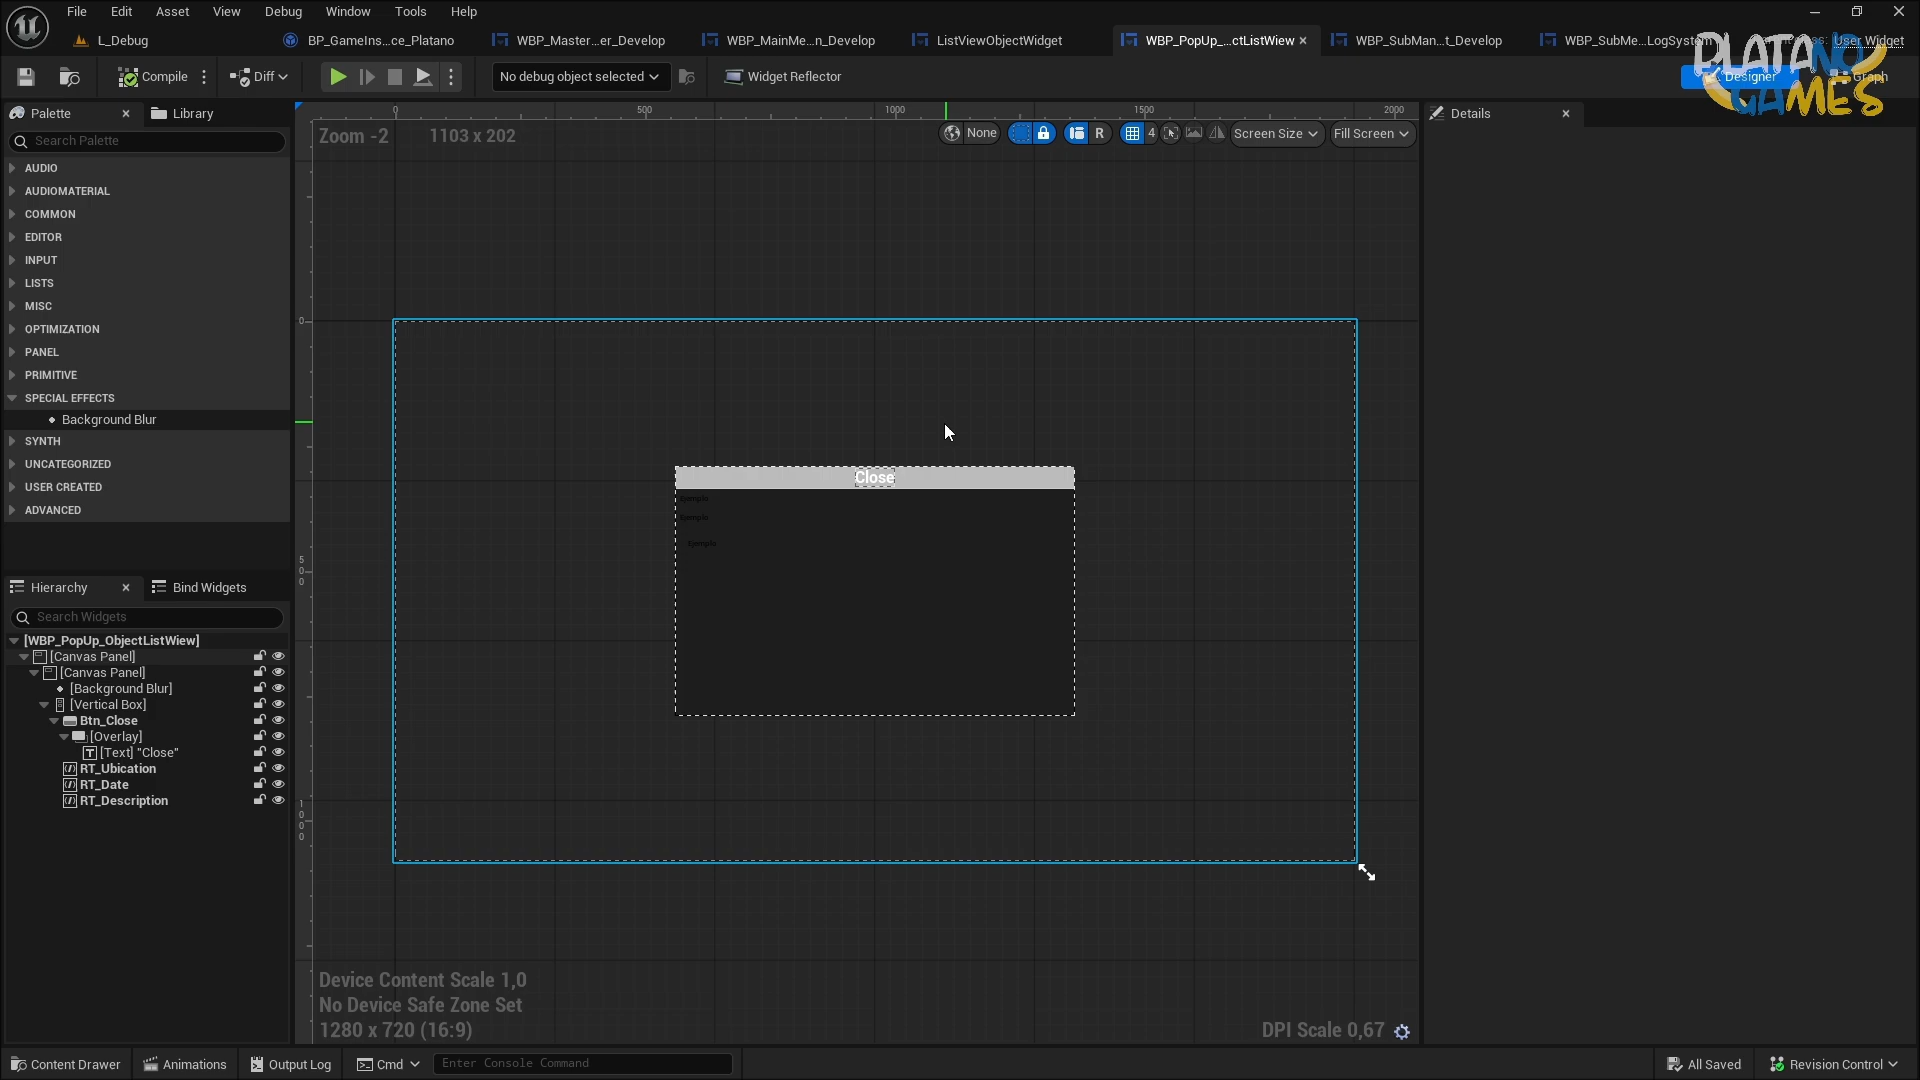 File Edit Asset View Debug Window Tools Help
L_Debug BP_GameIns...ce_Platano WBP_Master...er_Develop WBP_MainMe...n_Develop ListViewObjectWidget WBP_PopUp_...ctListWiew WBP_SubMan...t_Develop WBP_SubMe...LogSystem User Widget
PLATANO GAMES
Compile Diff No debug object selected Widget Reflector Designer Graph
Palette Library Details
Search Palette
Zoom -2 1103 x 202 None R 4 Screen Size Fill Screen
0 500 1000 1500 2000
AUDIO
AUDIOMATERIAL
COMMON
EDITOR
INPUT
LISTS
MISC
OPTIMIZATION
PANEL
PRIMITIVE
SPECIAL EFFECTS
Background Blur
SYNTH
UNCATEGORIZED
USER CREATED
ADVANCED
0
500
1000
Close
Hierarchy Bind Widgets
Search Widgets
[WBP_PopUp_ObjectListWiew]
[Canvas Panel]
[Canvas Panel]
[Background Blur]
[Vertical Box]
Btn_Close
[Overlay]
[Text] "Close"
RT_Ubication
RT_Date
RT_Description
Device Content Scale 1,0
No Device Safe Zone Set
1280 x 720 (16:9)
DPI Scale 0,67
Content Drawer Animations Output Log Cmd Enter Console Command All Saved Revision Control